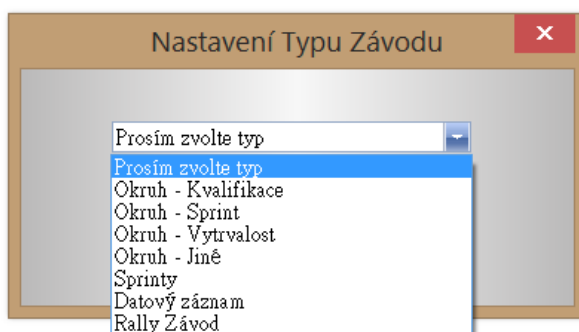 Nastavení Typu Závodu
Prosím zvolte typ
Prosím zvolte typ
Okruh - Kvalifikace
Okruh - Sprint
Okruh - Vytrvalost
Okruh - Jiné
Sprinty
Datový záznam
Rally Závod